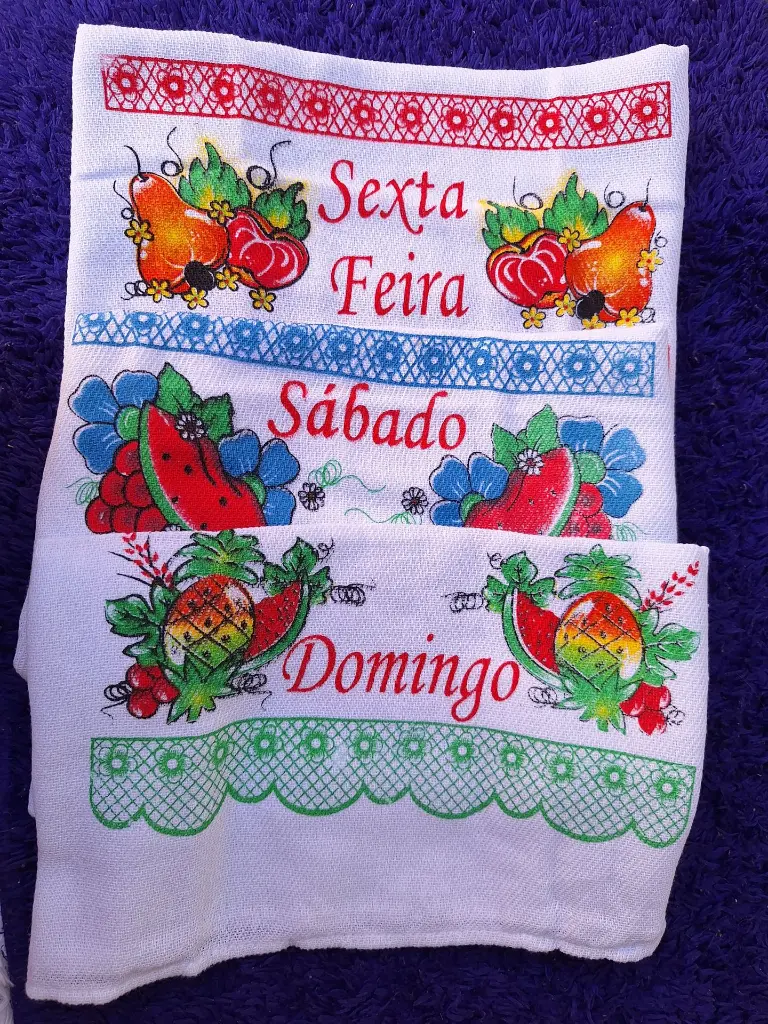 Sexta
Feira
Sábado
Domingo